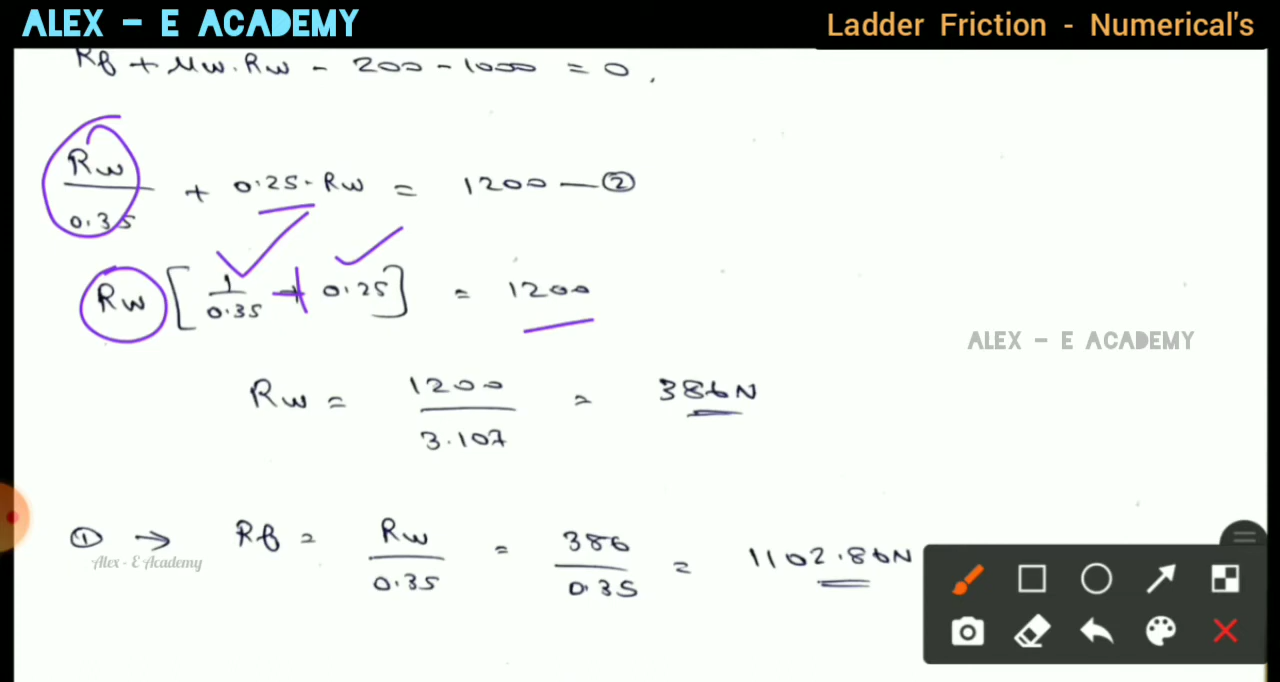 ALEX - E ACADEMY
Ladder Friction - Numerical's
Rf + μw.Rw - 200 - 1000 = 0.
Rw/0.35 + 0.25. Rw = 1200 — ②
Rw [1/0.35 + 0.25] = 1200
ALEX - E ACADEMY
Rw = 1200/3.107 = 386N
① → Rf = Rw/0.35 = 386/0.35 = 1102.86N
Alex - E Academy